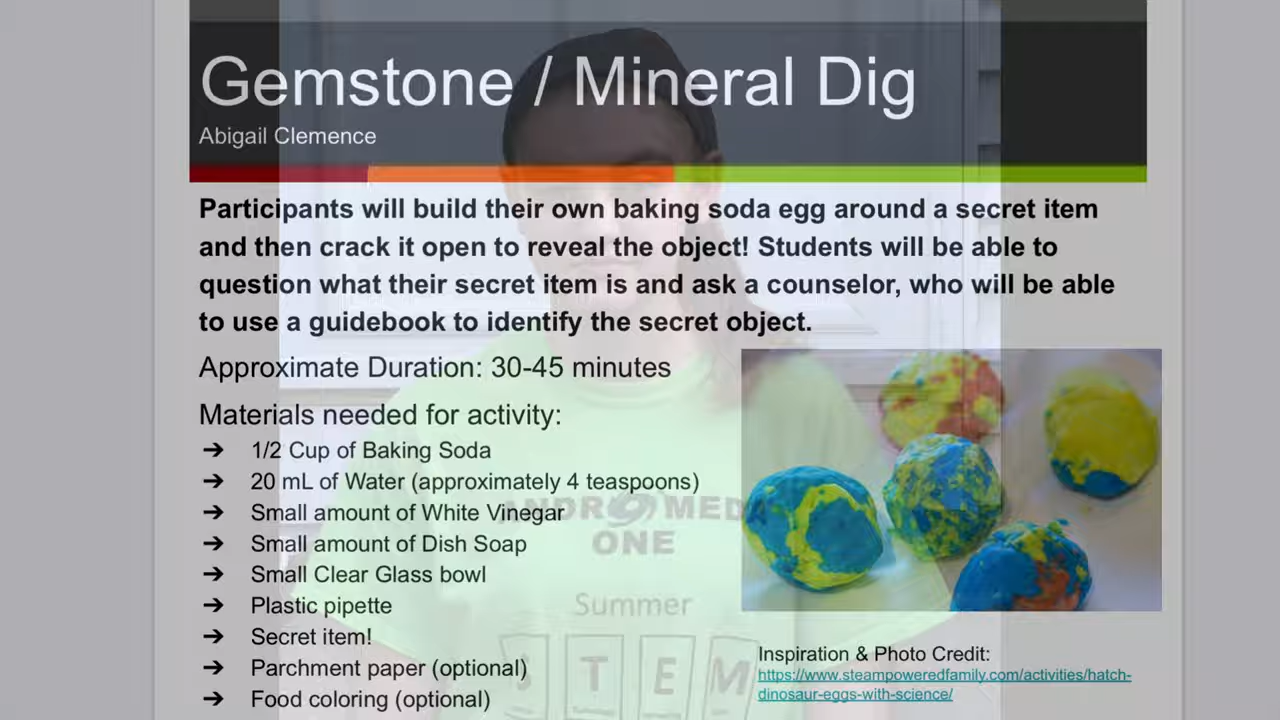 Gemstone / Mineral Dig
Abigail Clemence
Participants will build their own baking soda egg around a secret item
and then crack it open to reveal the object! Students will be able to
question what their secret item is and ask a counselor, who will be able
to use a guidebook to identify the secret object.
Approximate Duration: 30-45 minutes
Materials needed for activity:
➔ 1/2 Cup of Baking Soda
➔ 20 mL of Water (approximately 4 teaspoons)
➔ Small amount of White Vinegar
➔ Small amount of Dish Soap
➔ Small Clear Glass bowl
➔ Plastic pipette
➔ Secret item!
➔ Parchment paper (optional)
➔ Food coloring (optional)
ANDROMEDA
ONE
Summer
STEM
Inspiration & Photo Credit:
https://www.steampoweredfamily.com/activities/hatch-
dinosaur-eggs-with-science/